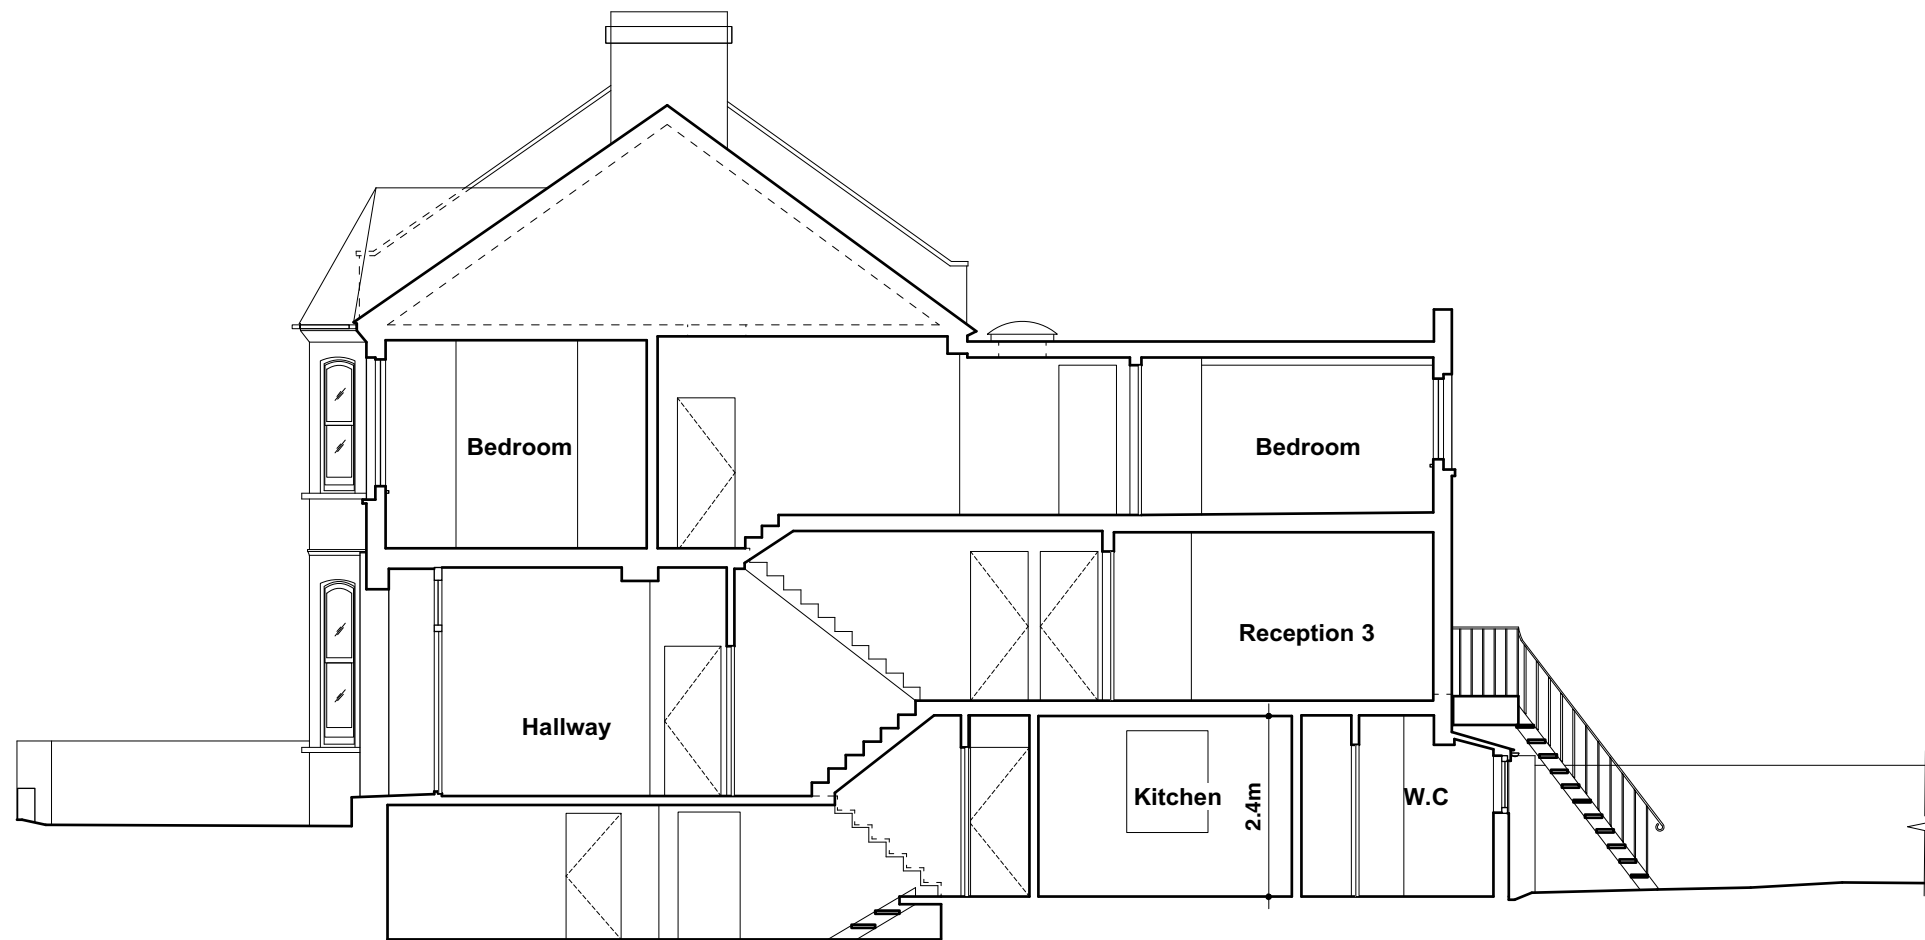 Bedroom
Bedroom
Reception 3
Hallway
Kitchen
2.4m
W.C